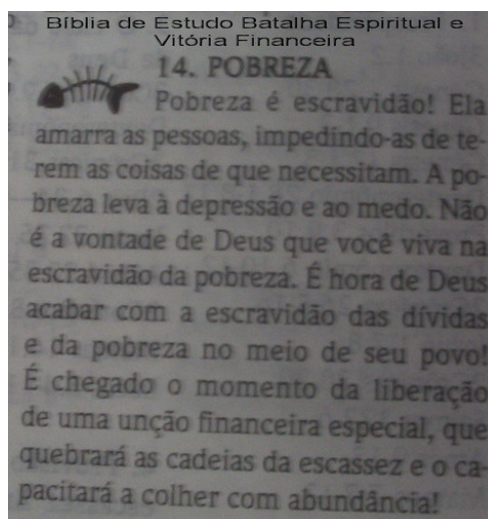 Bíblia de Estudo Batalha Espiritual e
Vitória Financeira
14. POBREZA
Pobreza é escravidão! Ela
amarra as pessoas, impedindo-as de te-
rem as coisas de que necessitam. A po-
breza leva à depressão e ao medo. Não
é a vontade de Deus que você viva na
escravidão da pobreza. É hora de Deus
acabar com a escravidão das dívidas
e da pobreza no meio de seu povo!
É chegado o momento da liberação
de uma unção financeira especial, que
quebrará as cadeias da escassez e o ca-
pacitará a colher com abundância!